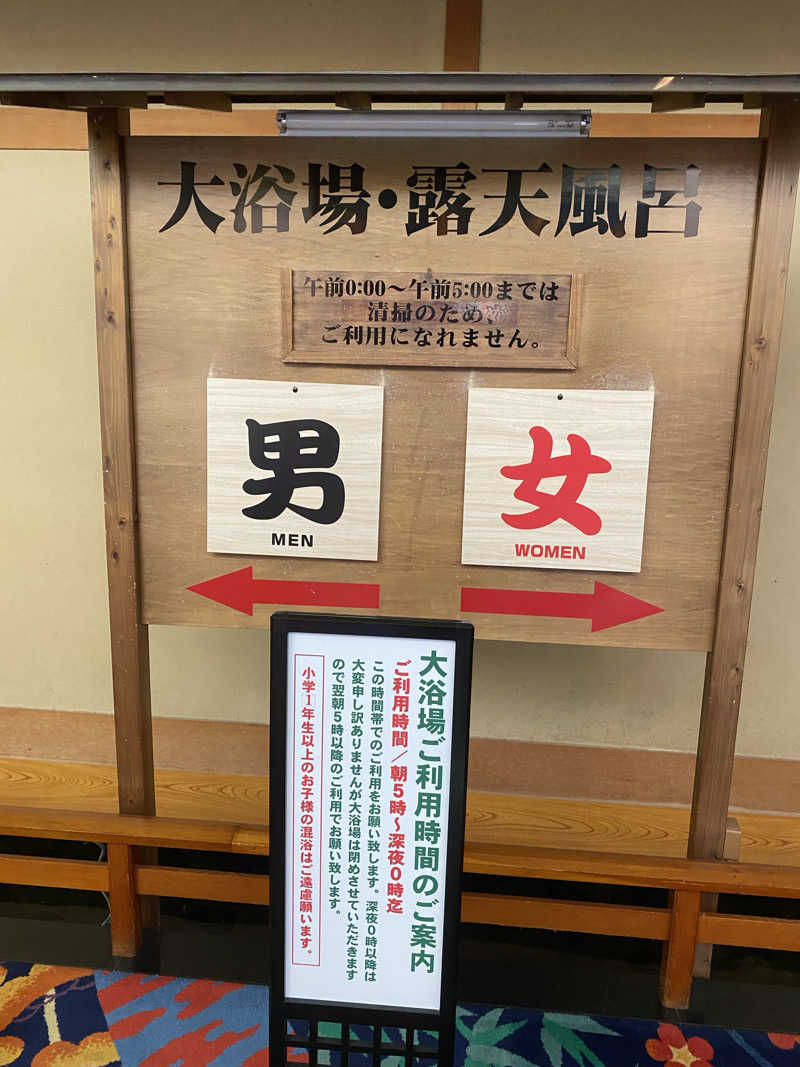 大浴場・露天風呂
午前0:00〜午前5:00までは
清掃のため、
ご利用になれません。
男
MEN
女
WOMEN
大浴場ご利用時間のご案内
ご利用時間／朝5時〜深夜0時迄
この時間帯でのご利用をお願い致します。深夜0時以降は
大変申し訳ありませんが大浴場は閉めさせていただきます
ので翌朝5時以降のご利用でお願い致します。
小学1年生以上のお子様の混浴はご遠慮願います。